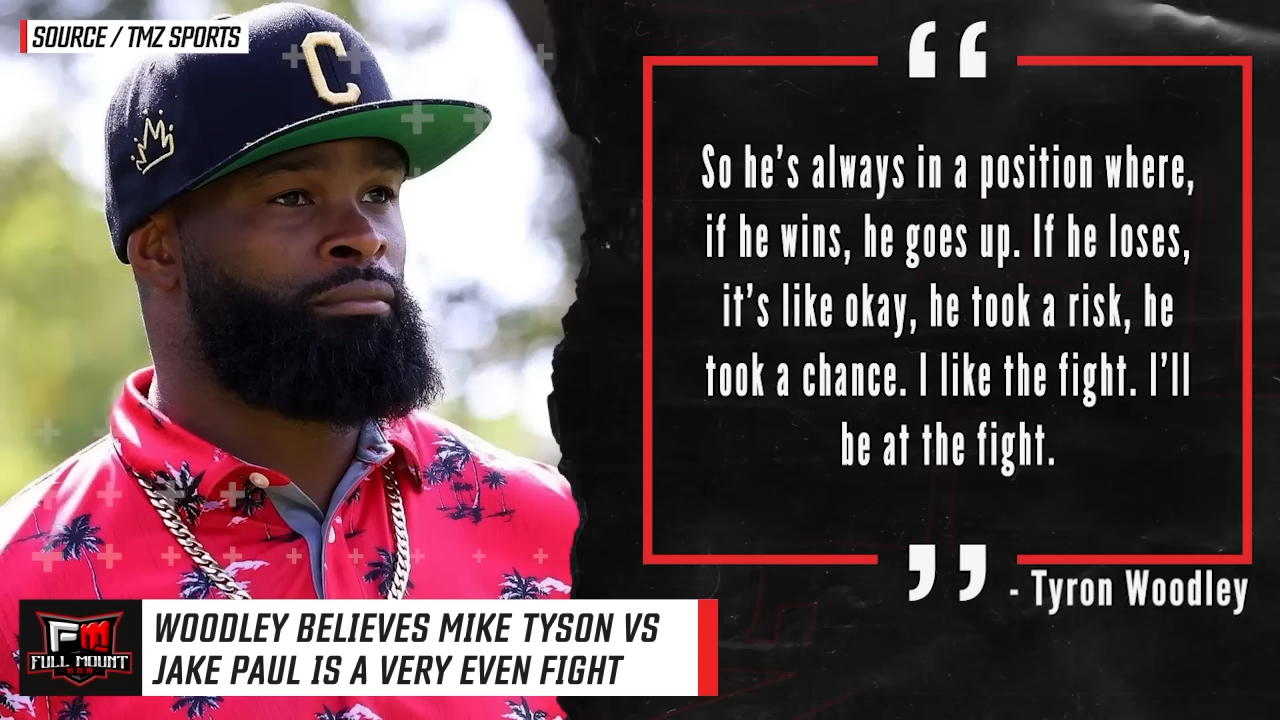 SOURCE / TMZ SPORTS
C
“
So he’s always in a position where,
if he wins, he goes up. If he loses,
it’s like okay, he took a risk, he
took a chance. I like the fight. I’ll
be at the fight.
”
- Tyron Woodley
FM
FULL MOUNT
WOODLEY BELIEVES MIKE TYSON VS
JAKE PAUL IS A VERY EVEN FIGHT